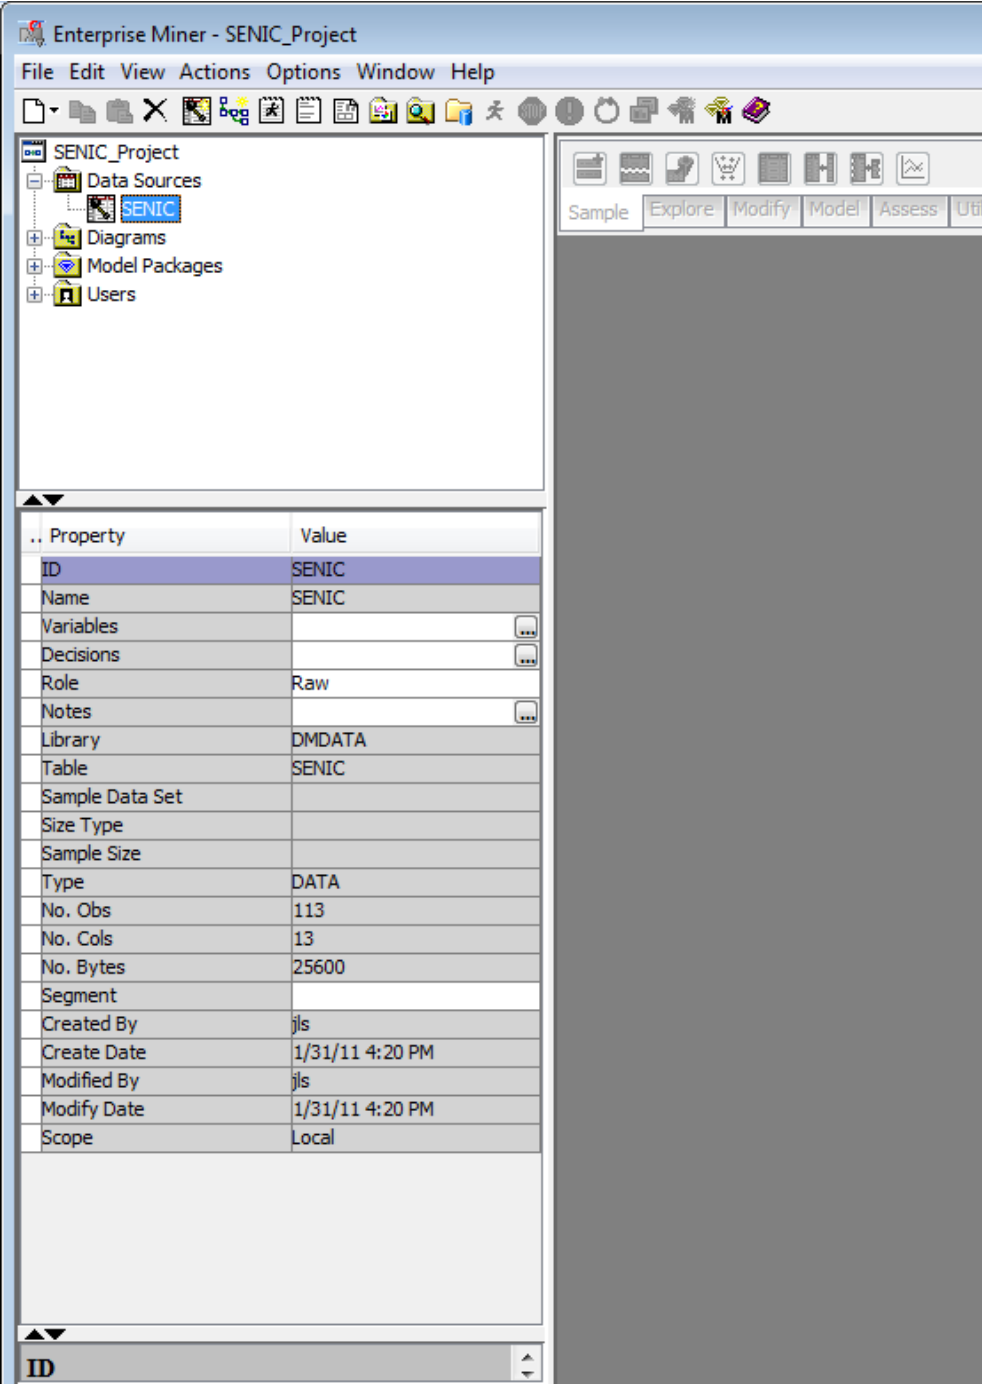 Enterprise Miner - SENIC_Project
File Edit View Actions Options Window Help
SENIC_Project
Data Sources
SENIC
Diagrams
Model Packages
Users
Sample Explore Modify Model Assess Uti
.. Property Value
ID SENIC
Name SENIC
Variables ...
Decisions ...
Role Raw
Notes ...
Library DMDATA
Table SENIC
Sample Data Set
Size Type
Sample Size
Type DATA
No. Obs 113
No. Cols 13
No. Bytes 25600
Segment
Created By jls
Create Date 1/31/11 4:20 PM
Modified By jls
Modify Date 1/31/11 4:20 PM
Scope Local
ID